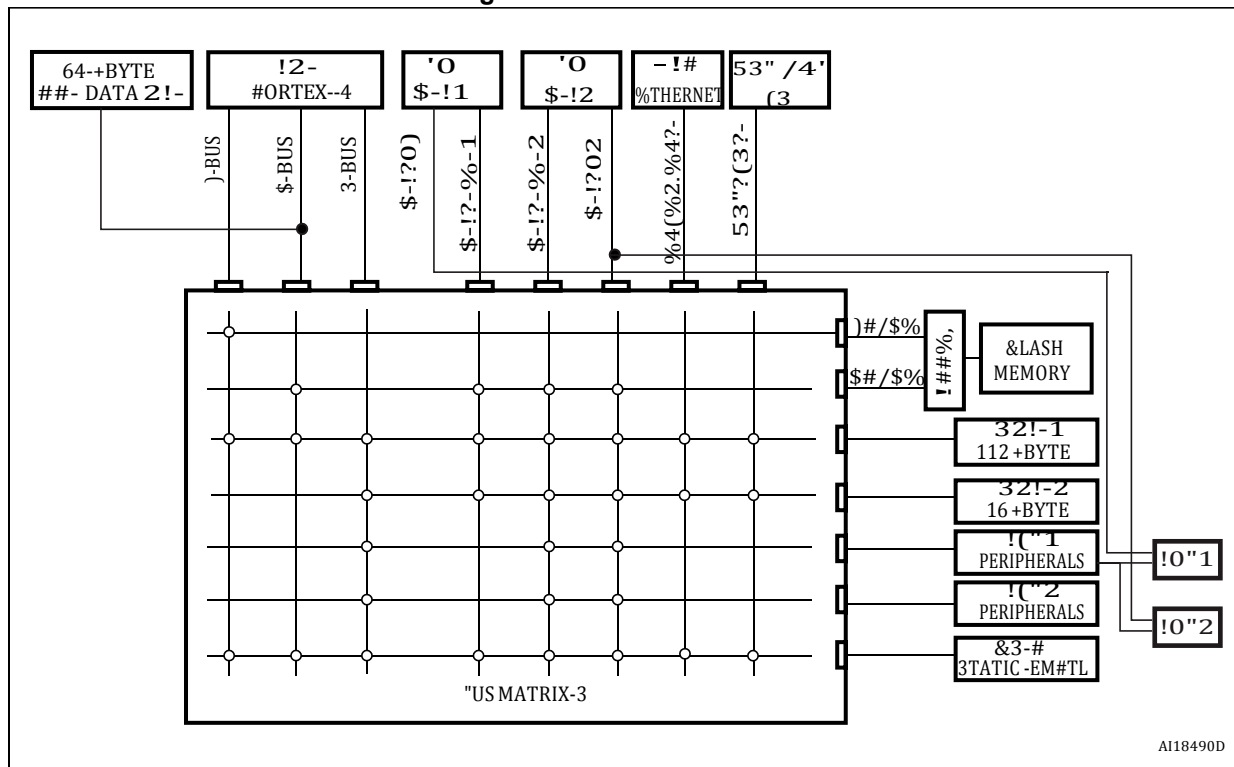 g
64-+BYTE
##- DATA 2!-
!2-
#ORTEX--4
'0
$-!1
'0
$-!2
-!#
%THERNET
53" /4'
(3
)-BUS
$-BUS
3-BUS
$-!?0)
$-!?-%-1
$-!?-%-2
$-!?02
%4(%2.%4?-
53"?(3?-
)#/$%
$#/$%
!##%,
&LASH
MEMORY
32!-1
112 +BYTE
32!-2
16 +BYTE
!("1
PERIPHERALS
!("2
PERIPHERALS
&3-#
3TATIC -EM#TL
!0"1
!0"2
"US MATRIX-3
AI18490D